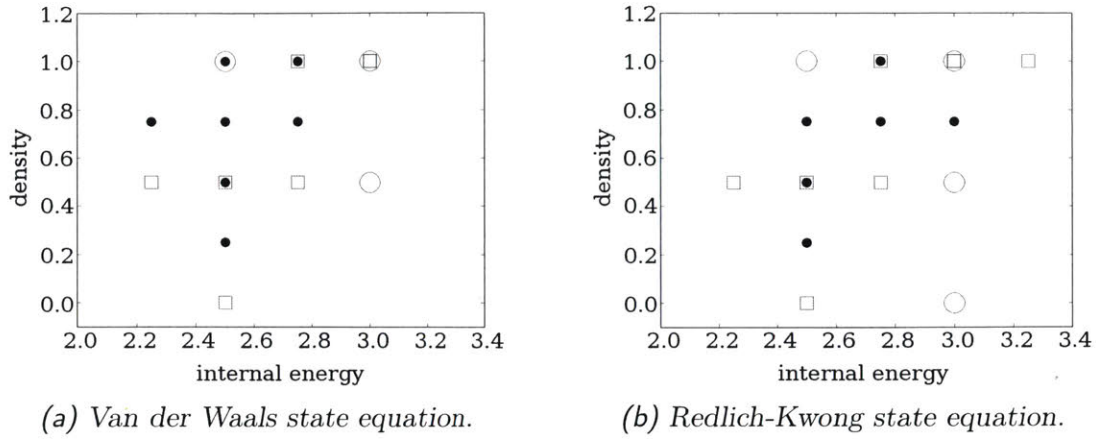 1.2
1.0
0.8
0.6
0.4
0.2
0.0
density
2.0 2.2 2.4 2.6 2.8 3.0 3.2 3.4
internal energy
(a) Van der Waals state equation.
1.2
1.0
0.8
0.6
0.4
0.2
0.0
density
2.0 2.2 2.4 2.6 2.8 3.0 3.2 3.4
internal energy
(b) Redlich-Kwong state equation.